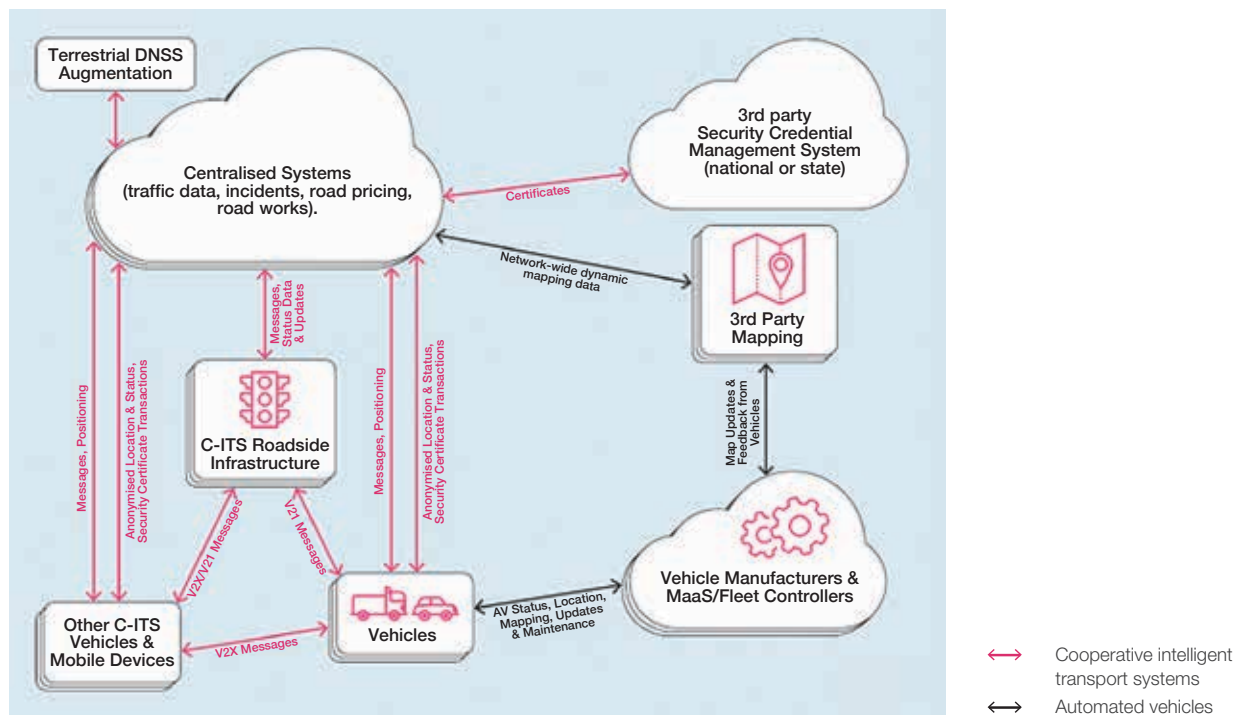 Terrestrial DNSS
Augmentation
Centralised Systems
(traffic data, incidents, road pricing,
road works).
3rd party
Security Credential
Management System
(national or state)
Certificates
Network-wide dynamic
mapping data
3rd Party
Mapping
Messages,
Status Data
& Updates
Messages, Positioning
Anonymised Location & Status,
Security Certificate Transactions
C-ITS Roadside
Infrastructure
Messages, Positioning
Anonymised Location & Status,
Security Certificate Transactions
Map Updates &
Feedback from
Vehicles
V2X/V21 Messages
V21 Messages
Vehicle Manufacturers &
MaaS/Fleet Controllers
Other C-ITS
Vehicles &
Mobile Devices
V2X Messages
Vehicles
AV Status, Location,
Mapping, Updates
& Maintenance
Cooperative intelligent
transport systems
Automated vehicles